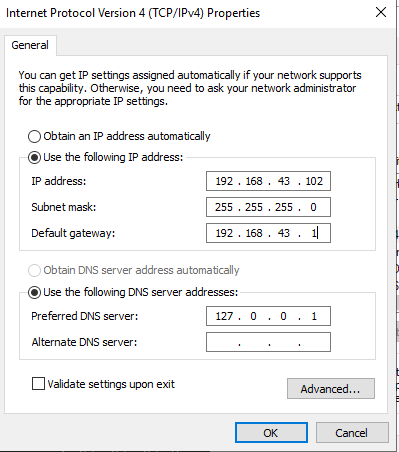 Internet Protocol Version 4 (TCP/IPv4) Properties
General
You can get IP settings assigned automatically if your network supports
this capability. Otherwise, you need to ask your network administrator
for the appropriate IP settings.
Obtain an IP address automatically
Use the following IP address:
IP address: 192 . 168 . 43 . 102
Subnet mask: 255 . 255 . 255 . 0
Default gateway: 192 . 168 . 43 . 1
Obtain DNS server address automatically
Use the following DNS server addresses:
Preferred DNS server: 127 . 0 . 0 . 1
Alternate DNS server: . . .
Validate settings upon exit
Advanced...
OK Cancel